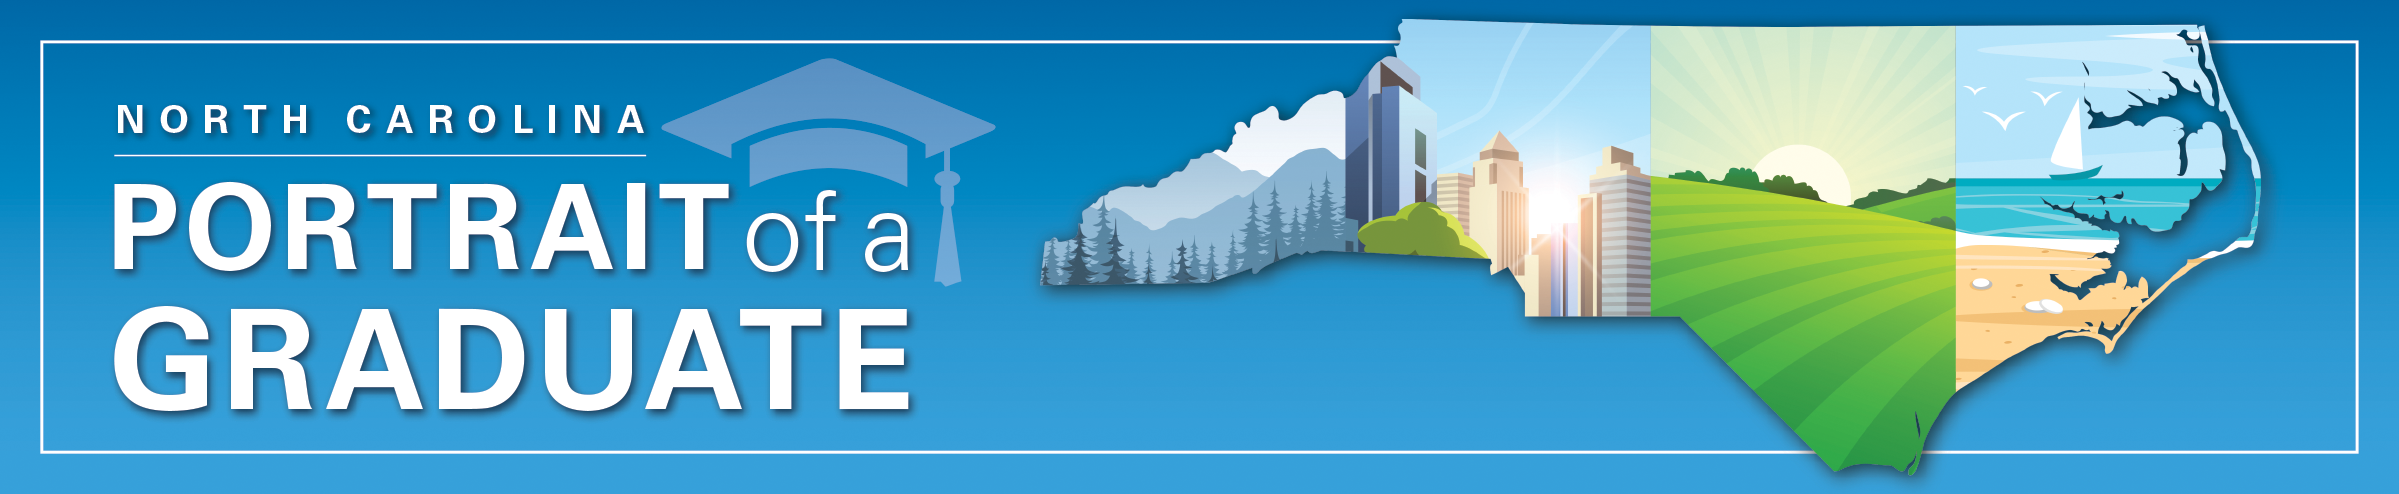 NORTH CAROLINA
PORTRAIT of a
GRADUATE